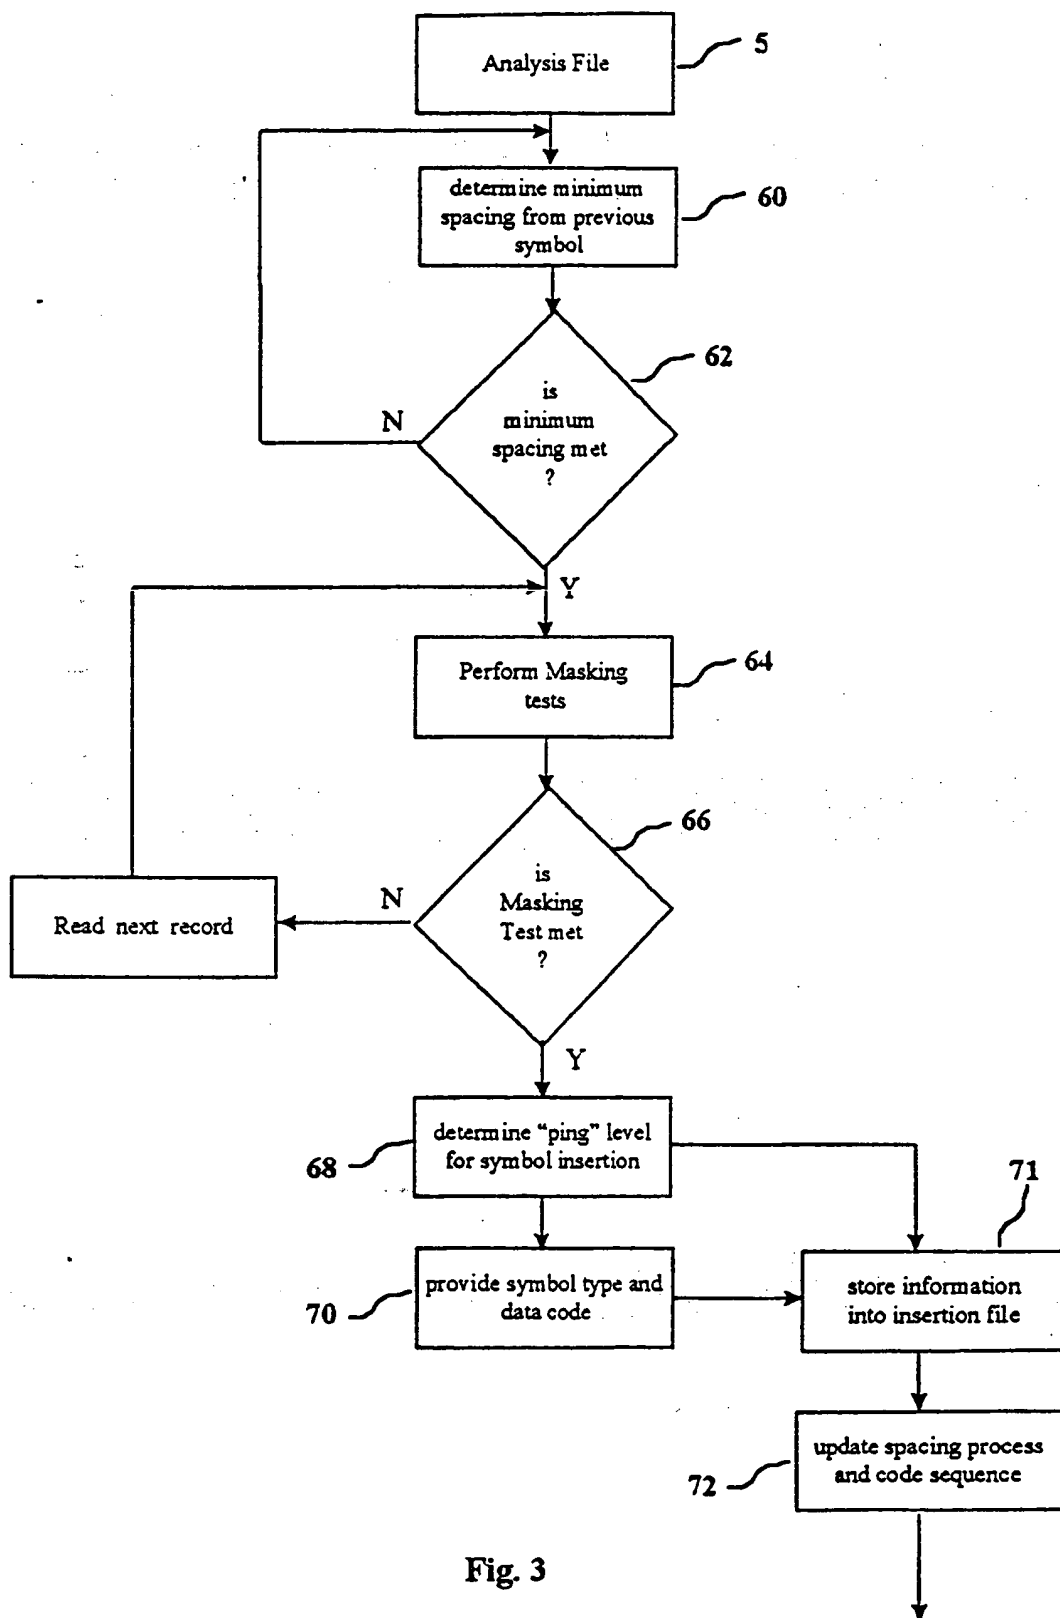 Analysis File
5
determine minimum
spacing from previous
symbol
60
is
minimum
spacing met
?
62
N
Y
Perform Masking
tests
64
is
Masking
Test met
?
66
N
Read next record
Y
determine "ping" level
for symbol insertion
68
71
provide symbol type and
data code
70
store information
into insertion file
update spacing process
and code sequence
72
Fig. 3